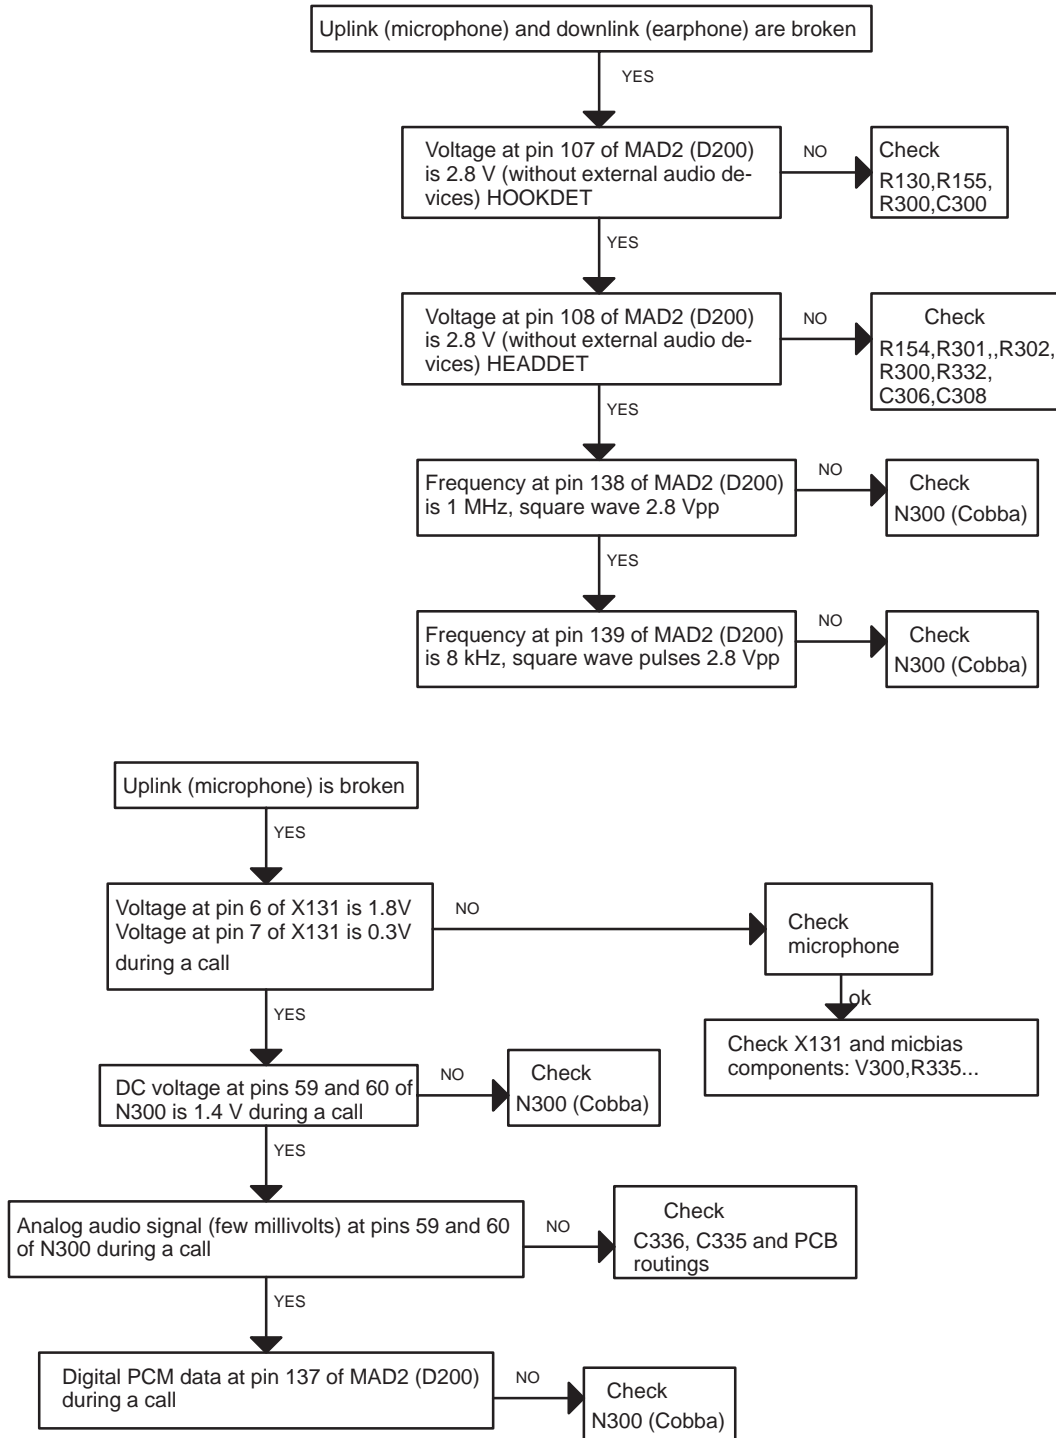 Uplink (microphone) and downlink (earphone) are broken
YES
Voltage at pin 107 of MAD2 (D200)
is 2.8 V (without external audio de-
vices) HOOKDET
NO
Check
R130,R155,
R300,C300
YES
Voltage at pin 108 of MAD2 (D200)
is 2.8 V (without external audio de-
vices) HEADDET
NO
Check
R154,R301,,R302,
R300,R332,
C306,C308
YES
Frequency at pin 138 of MAD2 (D200)
is 1 MHz, square wave 2.8 Vpp
NO
Check
N300 (Cobba)
YES
Frequency at pin 139 of MAD2 (D200)
is 8 kHz, square wave pulses 2.8 Vpp
NO
Check
N300 (Cobba)
Uplink (microphone) is broken
YES
Voltage at pin 6 of X131 is 1.8V
Voltage at pin 7 of X131 is 0.3V
during a call
NO
Check
microphone
ok
Check X131 and micbias
components: V300,R335...
YES
DC voltage at pins 59 and 60 of
N300 is 1.4 V during a call
NO
Check
N300 (Cobba)
YES
Analog audio signal (few millivolts) at pins 59 and 60
of N300 during a call
NO
Check
C336, C335 and PCB
routings
YES
Digital PCM data at pin 137 of MAD2 (D200)
during a call
NO
Check
N300 (Cobba)